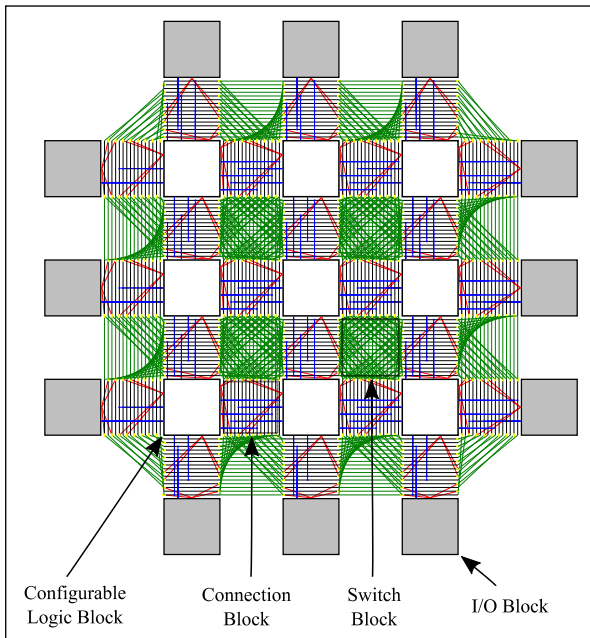 Configurable
Logic Block
Connection
Block
Switch
Block
I/O Block